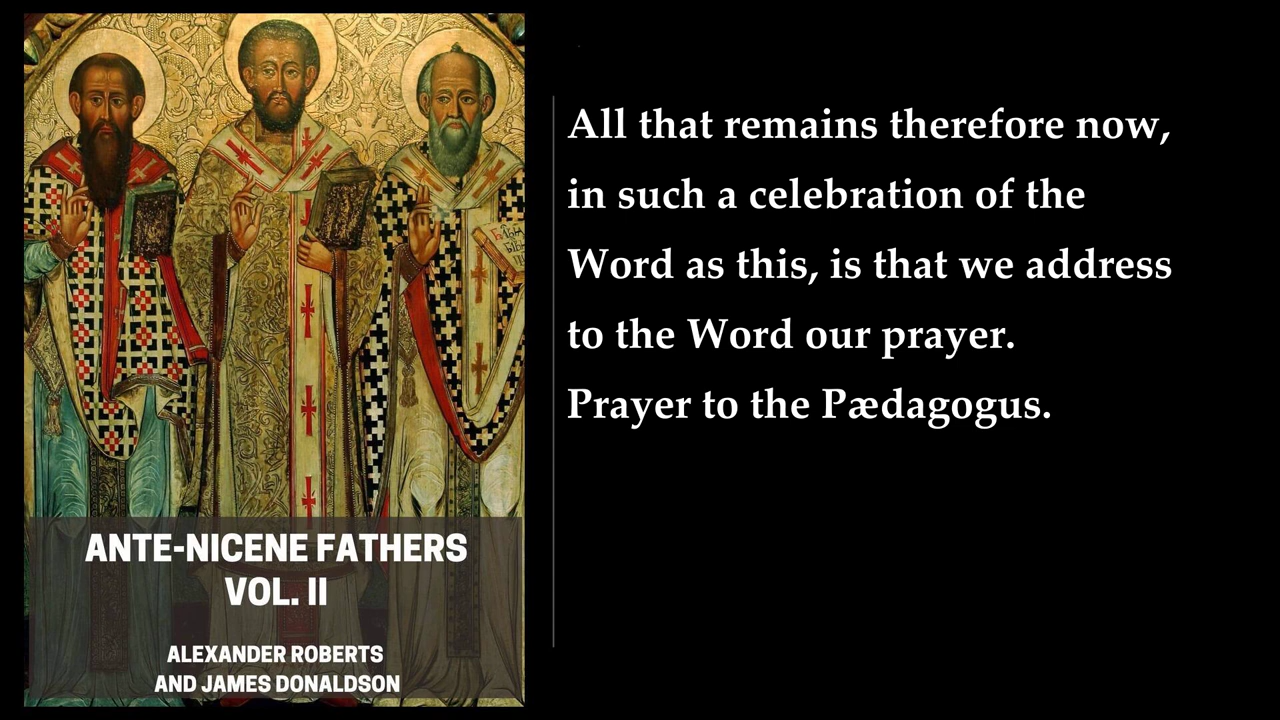 All that remains therefore now,
in such a celebration of the
Word as this, is that we address
to the Word our prayer.
Prayer to the Pædagogus.
ANTE-NICENE FATHERS
VOL. II
ALEXANDER ROBERTS
AND JAMES DONALDSON